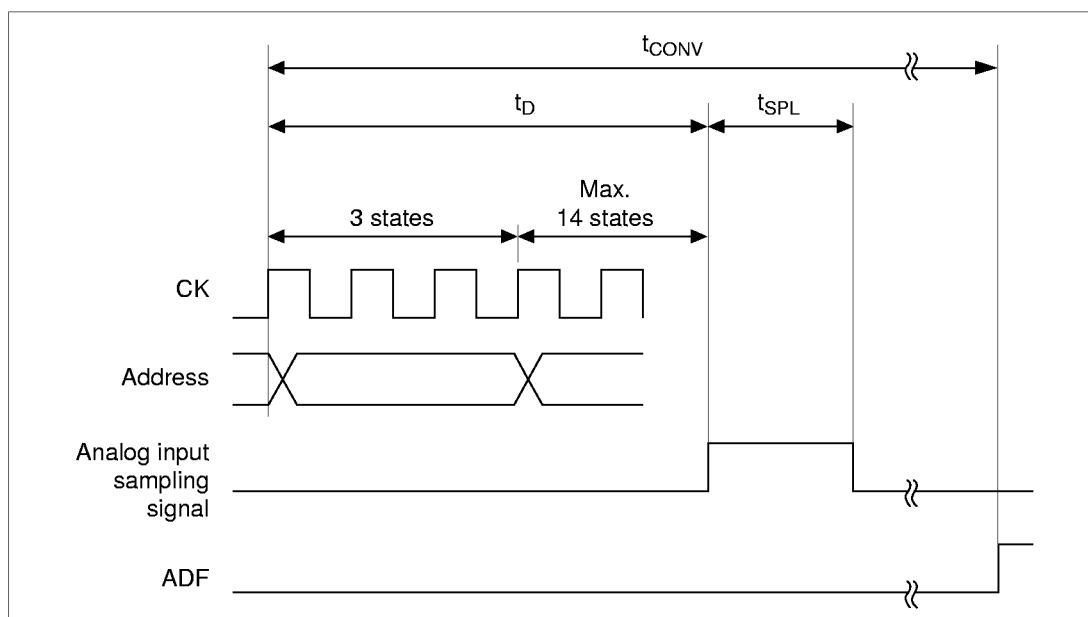 tCONV
tD
tSPL
Max.
3 states
14 states
CK
Address
Analog input
sampling
signal
ADF